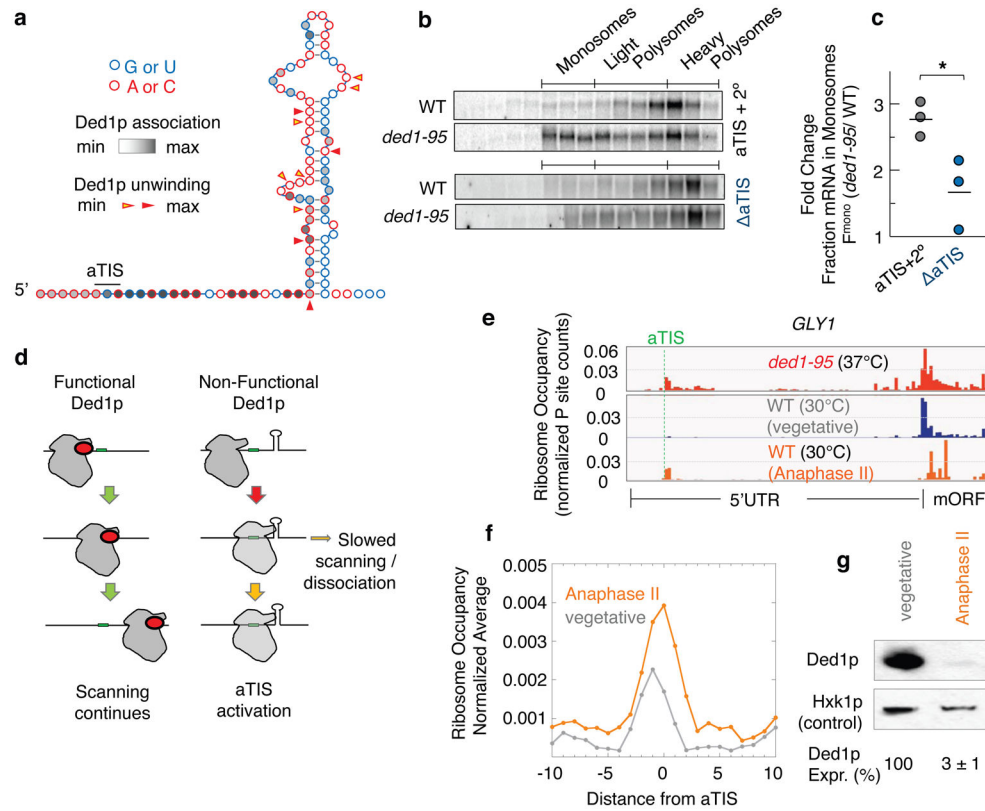 a
G or U
A or C
Ded1p association
min max
Ded1p unwinding
min max
aTIS
5’
b
Monosomes
Light
Polysomes
Heavy
Polysomes
WT
ded1-95
aTIS + 2º
WT
ded1-95
ΔaTIS
c
Fold Change
Fraction mRNA in Monosomes
Fmono (ded1-95/ WT)
*
3
2
1
aTIS+2º
ΔaTIS
d
Functional
Ded1p
Non-Functional
Ded1p
Slowed
scanning /
dissociation
Scanning
continues
aTIS
activation
e
GLY1
aTIS
Ribosome Occupancy
(normalized P site counts)
0.06
0.03
0
ded1-95 (37°C)
0.03
0
WT (30°C)
(vegetative)
0.03
0
WT (30°C)
(Anaphase II)
5’UTR
mORF
f
Ribosome Occupancy
Normalized Average
0.005
0.004
0.003
0.002
0.001
Anaphase II
vegetative
-10 -5 0 5 10
Distance from aTIS
g
vegetative
Anaphase II
Ded1p
Hxk1p
(control)
Ded1p
Expr. (%)
100 3 ± 1